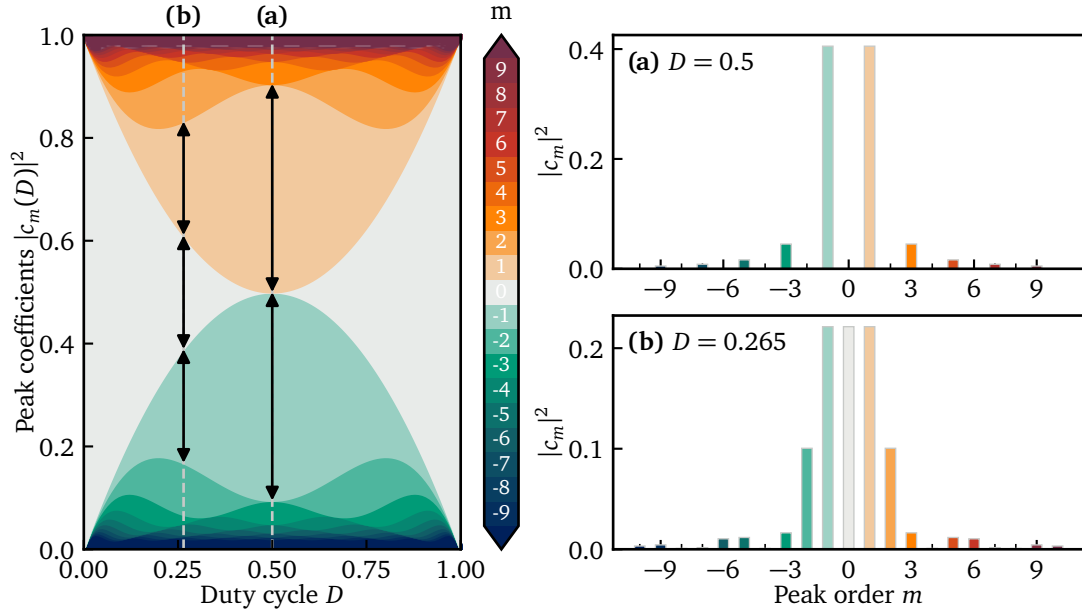 (b) (a) m
1.0
0.8
0.6
0.4
0.2
0.0
Peak coefficients |c_m(D)|^2
0.00 0.25 0.50 0.75 1.00
Duty cycle D
9
8
7
6
5
4
3
2
1
0
-1
-2
-3
-4
-5
-6
-7
-8
-9
(a) D = 0.5
0.4
0.2
0.0
|c_m|^2
−9 −6 −3 0 3 6 9
(b) D = 0.265
0.2
0.1
0.0
|c_m|^2
−9 −6 −3 0 3 6 9
Peak order m